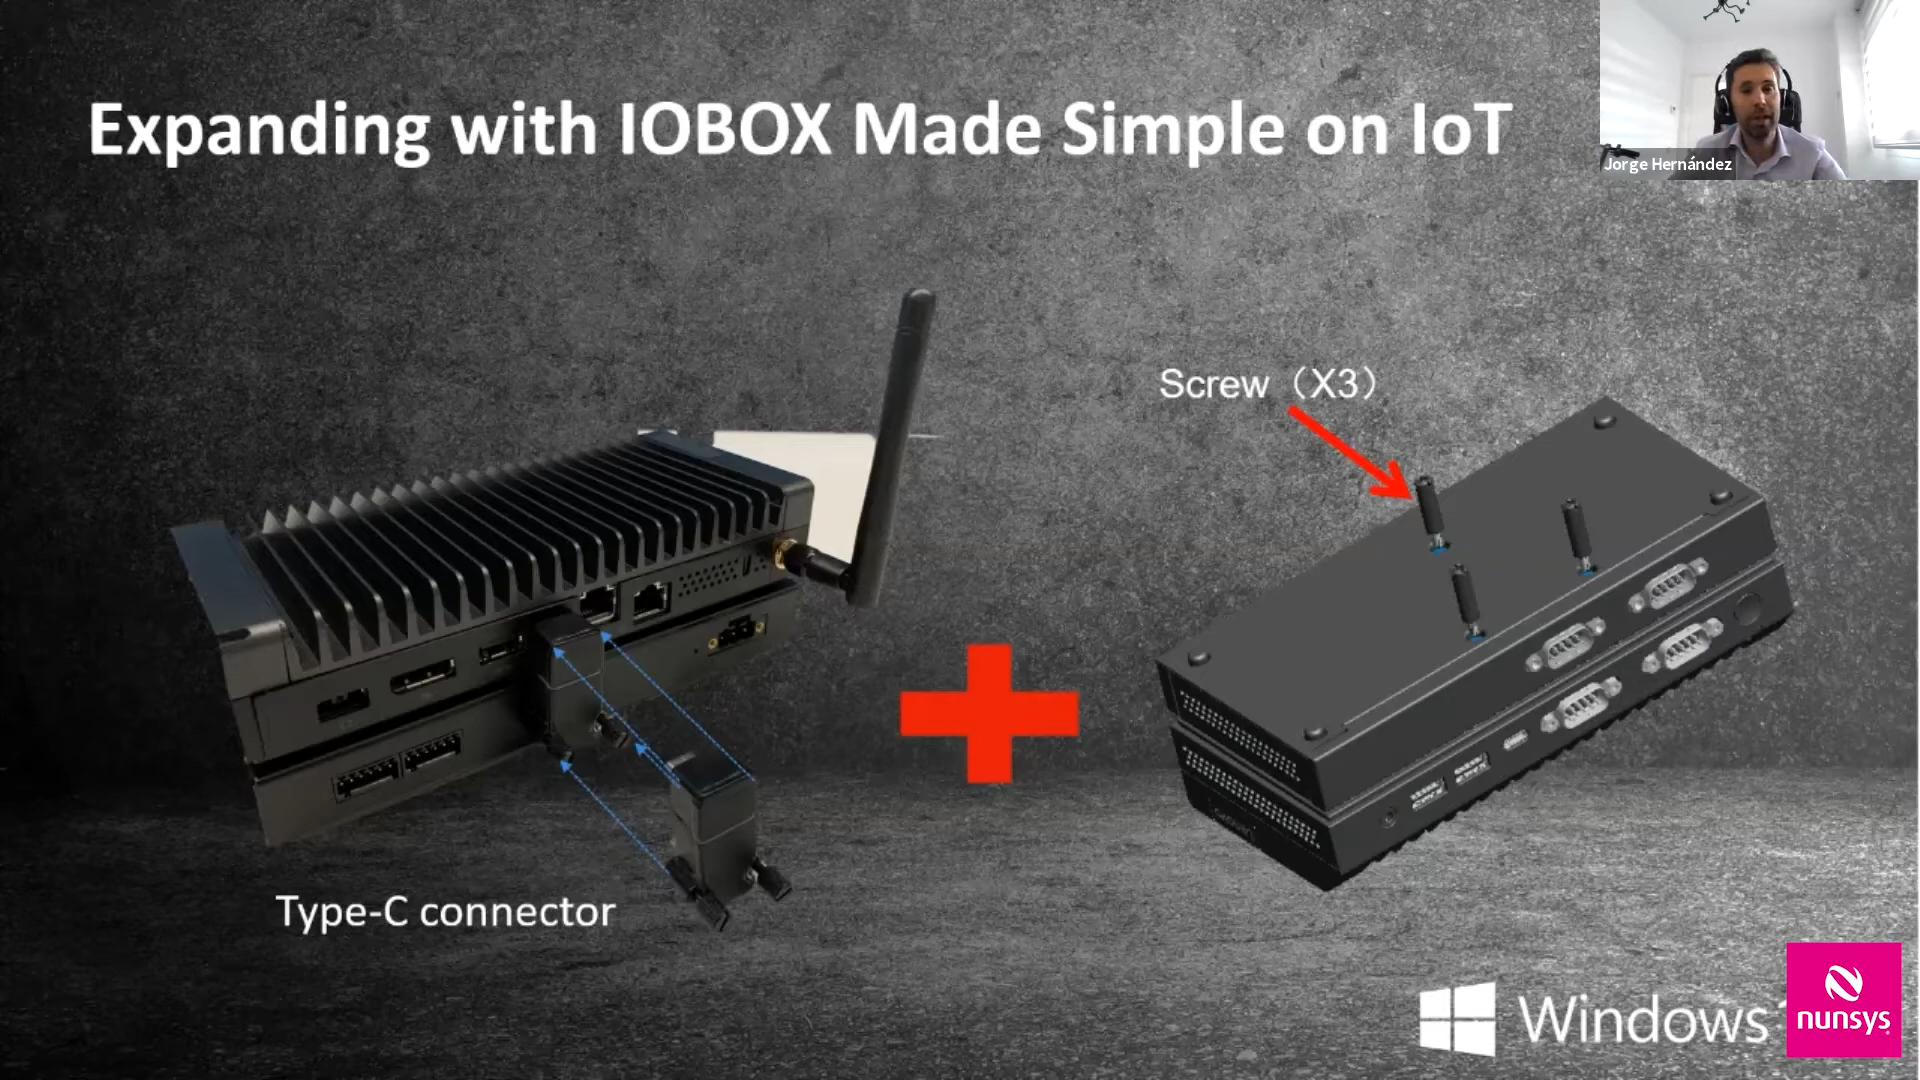 Expanding with IOBOX Made Simple on IoT
Jorge Hernández
Screw（X3）
Type-C connector
Windows
nunsys